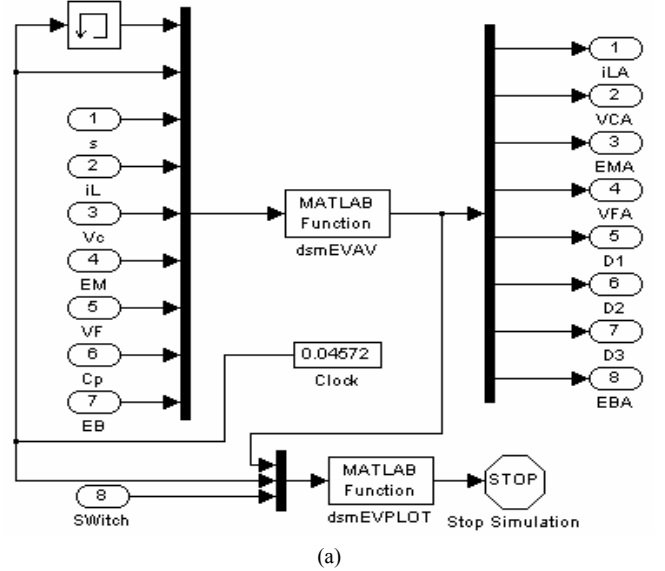 1
s
2
iL
3
Vc
4
EM
5
VF
6
Cp
7
EB
MATLAB
Function
dsmEVAV
0.04572
Clock
1
iLA
2
VCA
3
EMA
4
VFA
5
D1
6
D2
7
D3
8
EBA
8
SWitch
MATLAB
Function
dsmEVPLOT
STOP
Stop Simulation
(a)